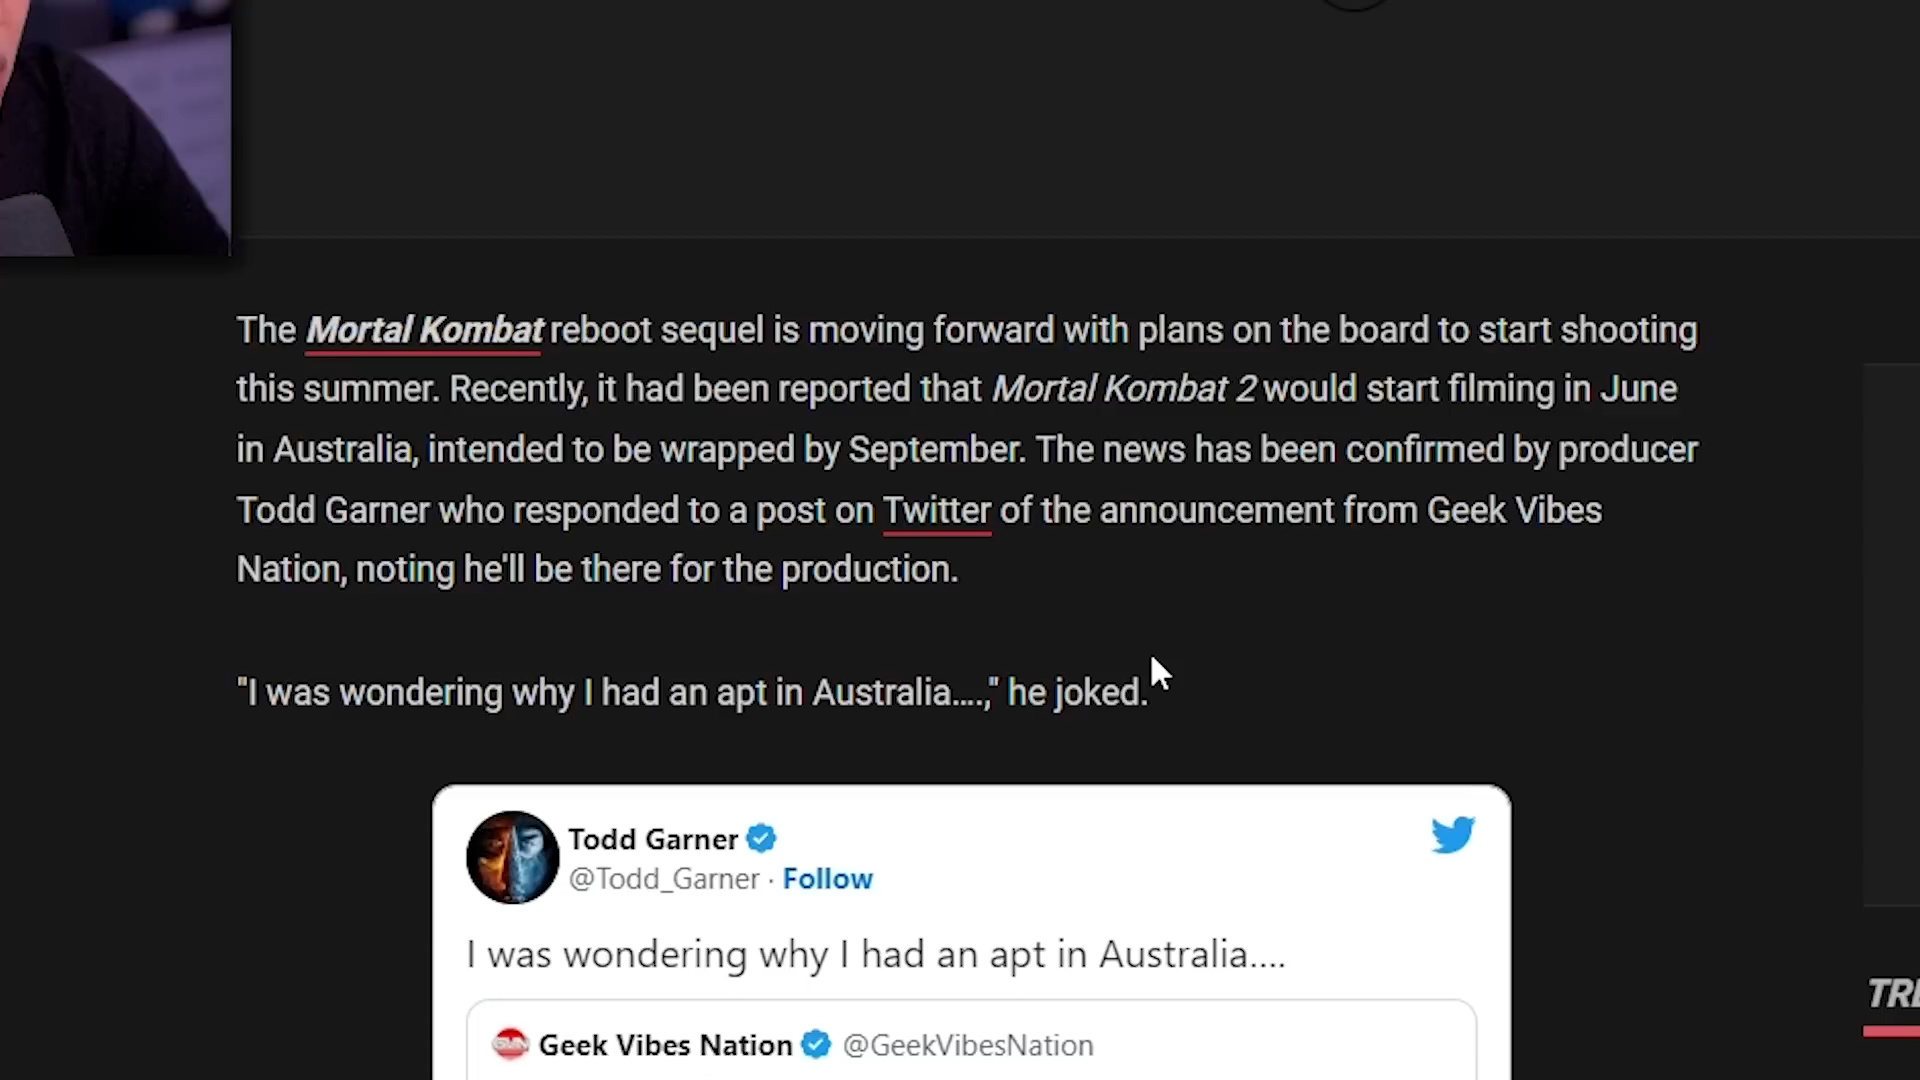 The Mortal Kombat reboot sequel is moving forward with plans on the board to start shooting
this summer. Recently, it had been reported that Mortal Kombat 2 would start filming in June
in Australia, intended to be wrapped by September. The news has been confirmed by producer
Todd Garner who responded to a post on Twitter of the announcement from Geek Vibes
Nation, noting he'll be there for the production.
"I was wondering why I had an apt in Australia....," he joked.
Todd Garner
@Todd_Garner · Follow
I was wondering why I had an apt in Australia....
GVN Geek Vibes Nation @GeekVibesNation